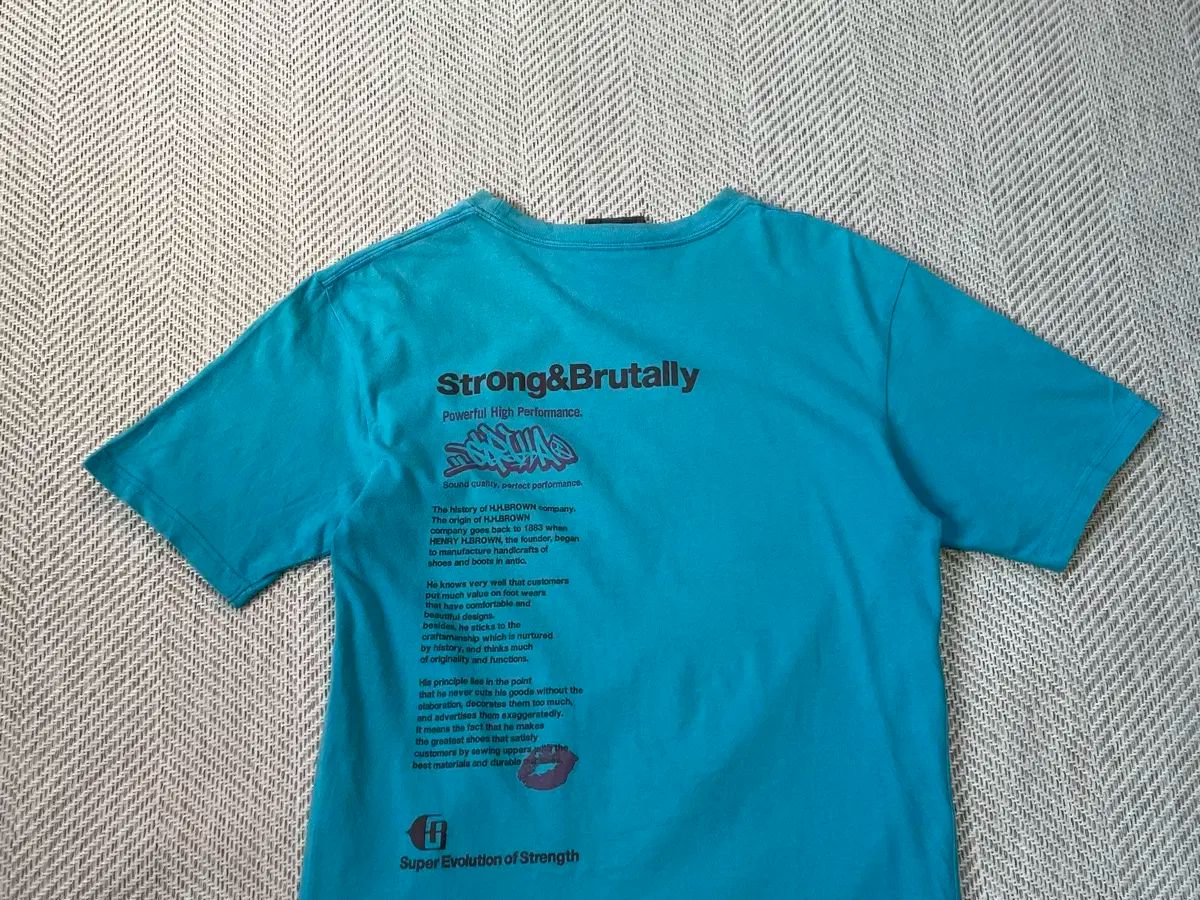 Strong&Brutally
Powerful High Performance.
Sound quality, perfect performance.
The history of H.H.BROWN company.
The origin of H.H.BROWN
company goes back to 1883 when
HENRY H.BROWN, the founder, began
to manufacture handicrafts of
shoes and boots in antic.
He knows very well that customers
put much value on foot wears
that have comfortable and
beautiful designs.
besides, he sticks to the
craftsmanship which is nurtured
by history, and thinks much
of originality and functions.
His principle lies in the point
that he never outs his goods without the
elaboration, decorates them too much,
and advertises them exaggeratedly.
It means the fact that he makes
the greatest shoes that satisfy
customers by sewing uppers with the
best materials and durable
Super Evolution of Strength